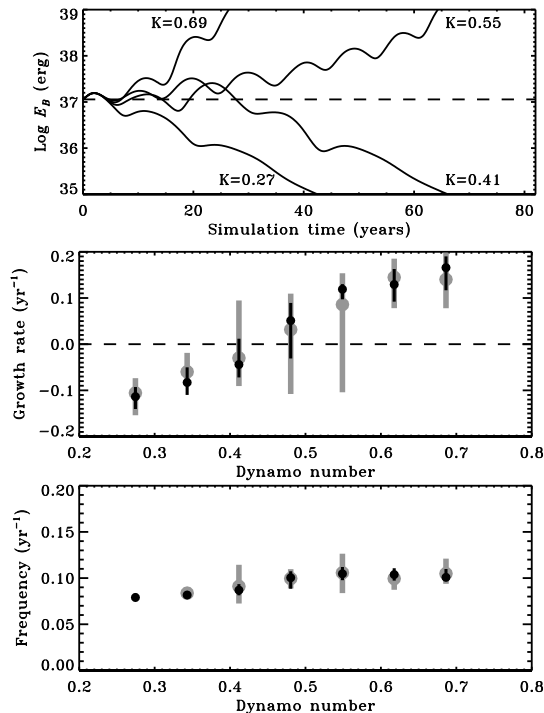 39
38
37
36
35
Log E_B (erg)
K=0.69
K=0.55
K=0.27
K=0.41
0 20 40 60 80
Simulation time (years)
0.2
0.1
0.0
−0.1
−0.2
Growth rate (yr⁻¹)
0.2 0.3 0.4 0.5 0.6 0.7 0.8
Dynamo number
0.20
0.15
0.10
0.05
0.00
Frequency (yr⁻¹)
0.2 0.3 0.4 0.5 0.6 0.7 0.8
Dynamo number